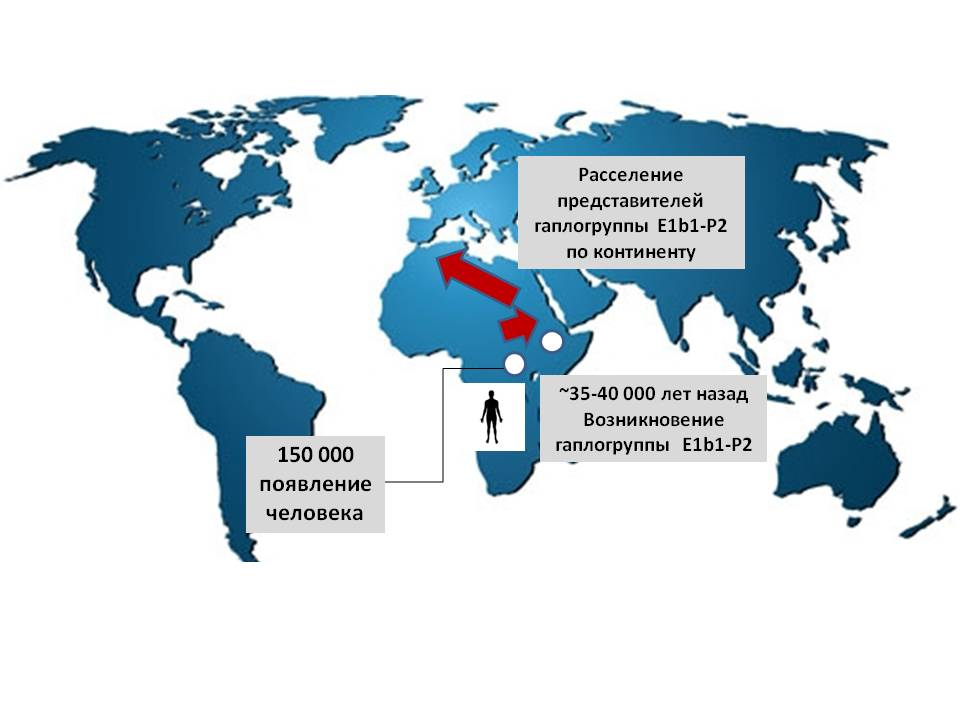 Расселение
представителей
гаплогруппы E1b1-P2
по континенту
~35-40 000 лет назад
Возникновение
гаплогруппы E1b1-P2
150 000
появление
человека